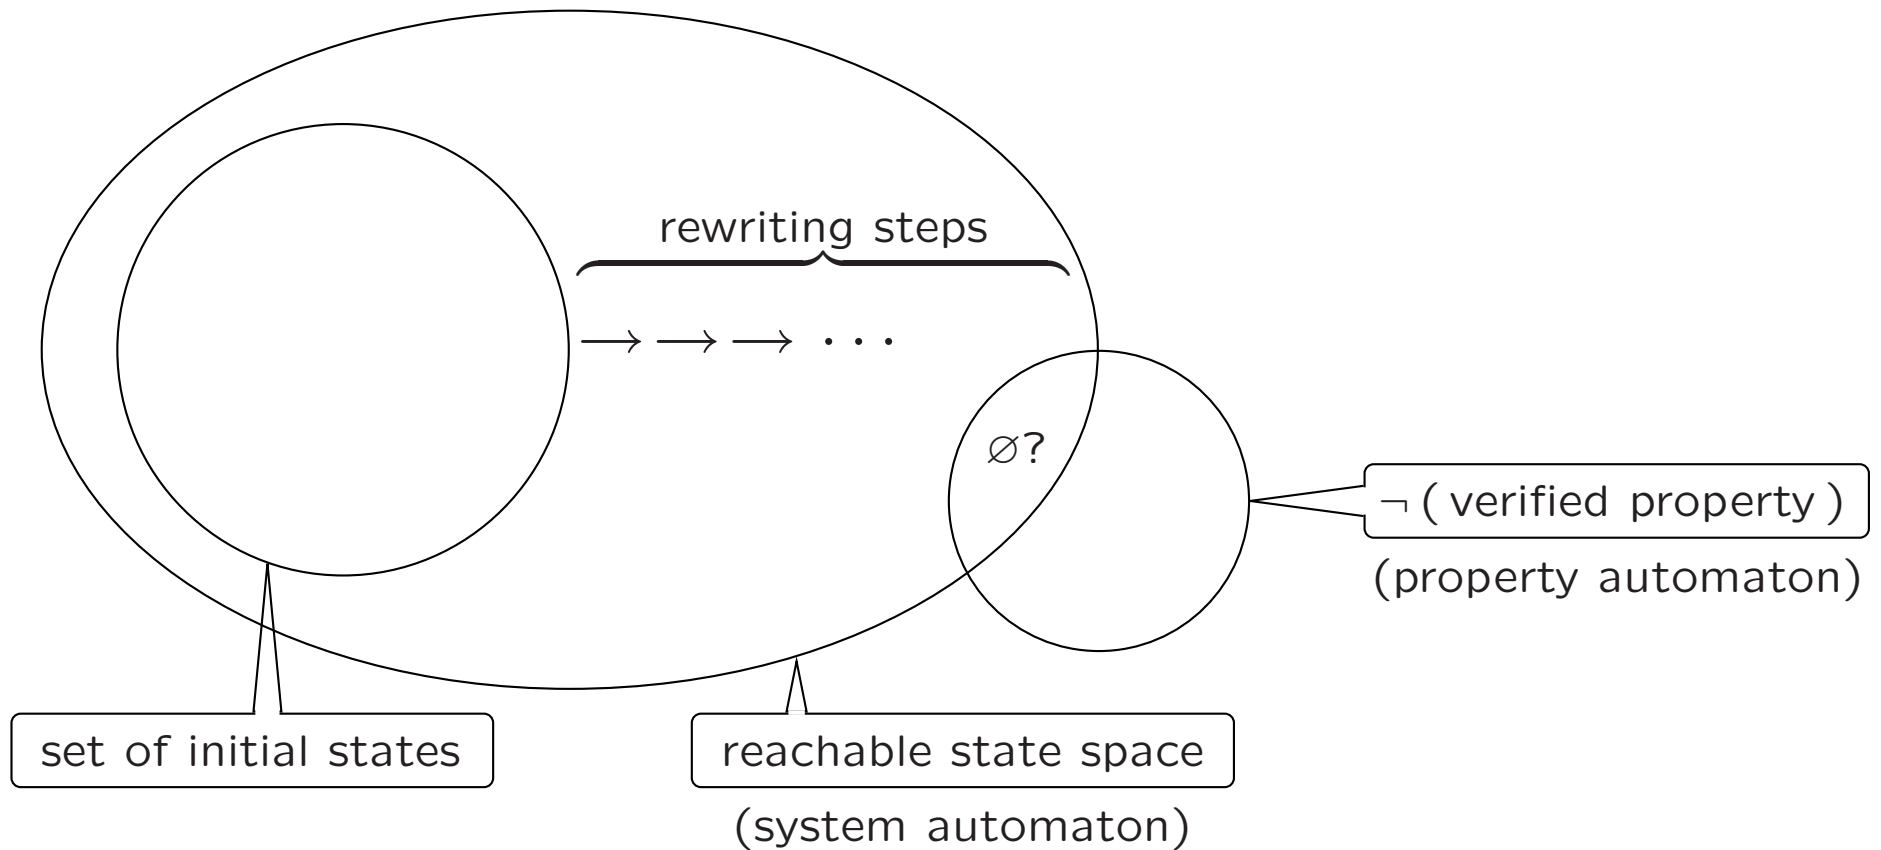 rewriting steps
→ → → · · ·
∅?
¬ ( verified property )
(property automaton)
set of initial states
reachable state space
(system automaton)